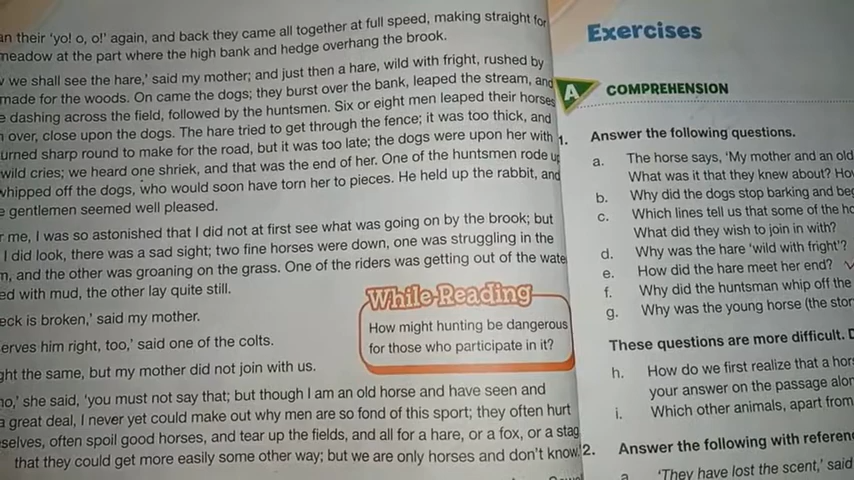 an their 'yo! o, o!' again, and back they came all together at full speed, making straight for
meadow at the part where the high bank and hedge overhang the brook.
we shall see the hare,' said my mother; and just then a hare, wild with fright, rushed by
made for the woods. On came the dogs; they burst over the bank, leaped the stream, and
e dashing across the field, followed by the huntsmen. Six or eight men leaped their horses
n over, close upon the dogs. The hare tried to get through the fence; it was too thick, and
urned sharp round to make for the road, but it was too late; the dogs were upon her with
wild cries; we heard one shriek, and that was the end of her. One of the huntsmen rode up
whipped off the dogs, who would soon have torn her to pieces. He held up the rabbit, and
e gentlemen seemed well pleased.
r me, I was so astonished that I did not at first see what was going on by the brook; but
I did look, there was a sad sight; two fine horses were down, one was struggling in the
m, and the other was groaning on the grass. One of the riders was getting out of the wate
ed with mud, the other lay quite still.
eck is broken,' said my mother.
erves him right, too,' said one of the colts.
ght the same, but my mother did not join with us.
no,' she said, 'you must not say that; but though I am an old horse and have seen and
a great deal, I never yet could make out why men are so fond of this sport; they often hurt
selves, often spoil good horses, and tear up the fields, and all for a hare, or a fox, or a stag
that they could get more easily some other way; but we are only horses and don't know.'
While-Reading
How might hunting be dangerous
for those who participate in it?
Exercises
A COMPREHENSION
1. Answer the following questions.
a. The horse says, 'My mother and an old
What was it that they knew about? Ho
b. Why did the dogs stop barking and be
c. Which lines tell us that some of the ho
What did they wish to join in with?
d. Why was the hare 'wild with fright'?
e. How did the hare meet her end?
f. Why did the huntsman whip off the
g. Why was the young horse (the stor
These questions are more difficult. D
h. How do we first realize that a hor
your answer on the passage alor
i. Which other animals, apart from
2. Answer the following with referen
a 'They have lost the scent,' said